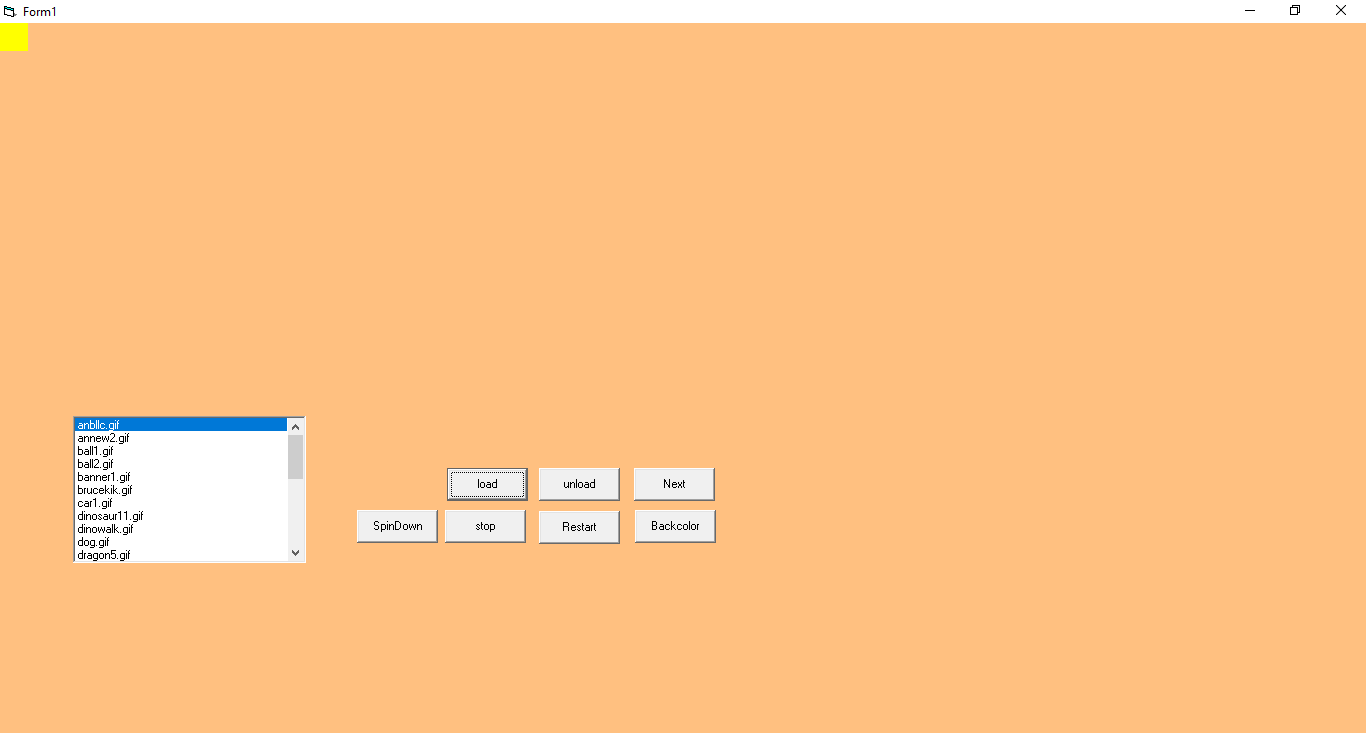 Form1
anbllc.gif
annew2.gif
ball1.gif
ball2.gif
banner1.gif
brucekik.gif
car1.gif
dinosaur11.gif
dinowalk.gif
dog.gif
dragon5.gif
load unload Next
SpinDown stop Restart Backcolor